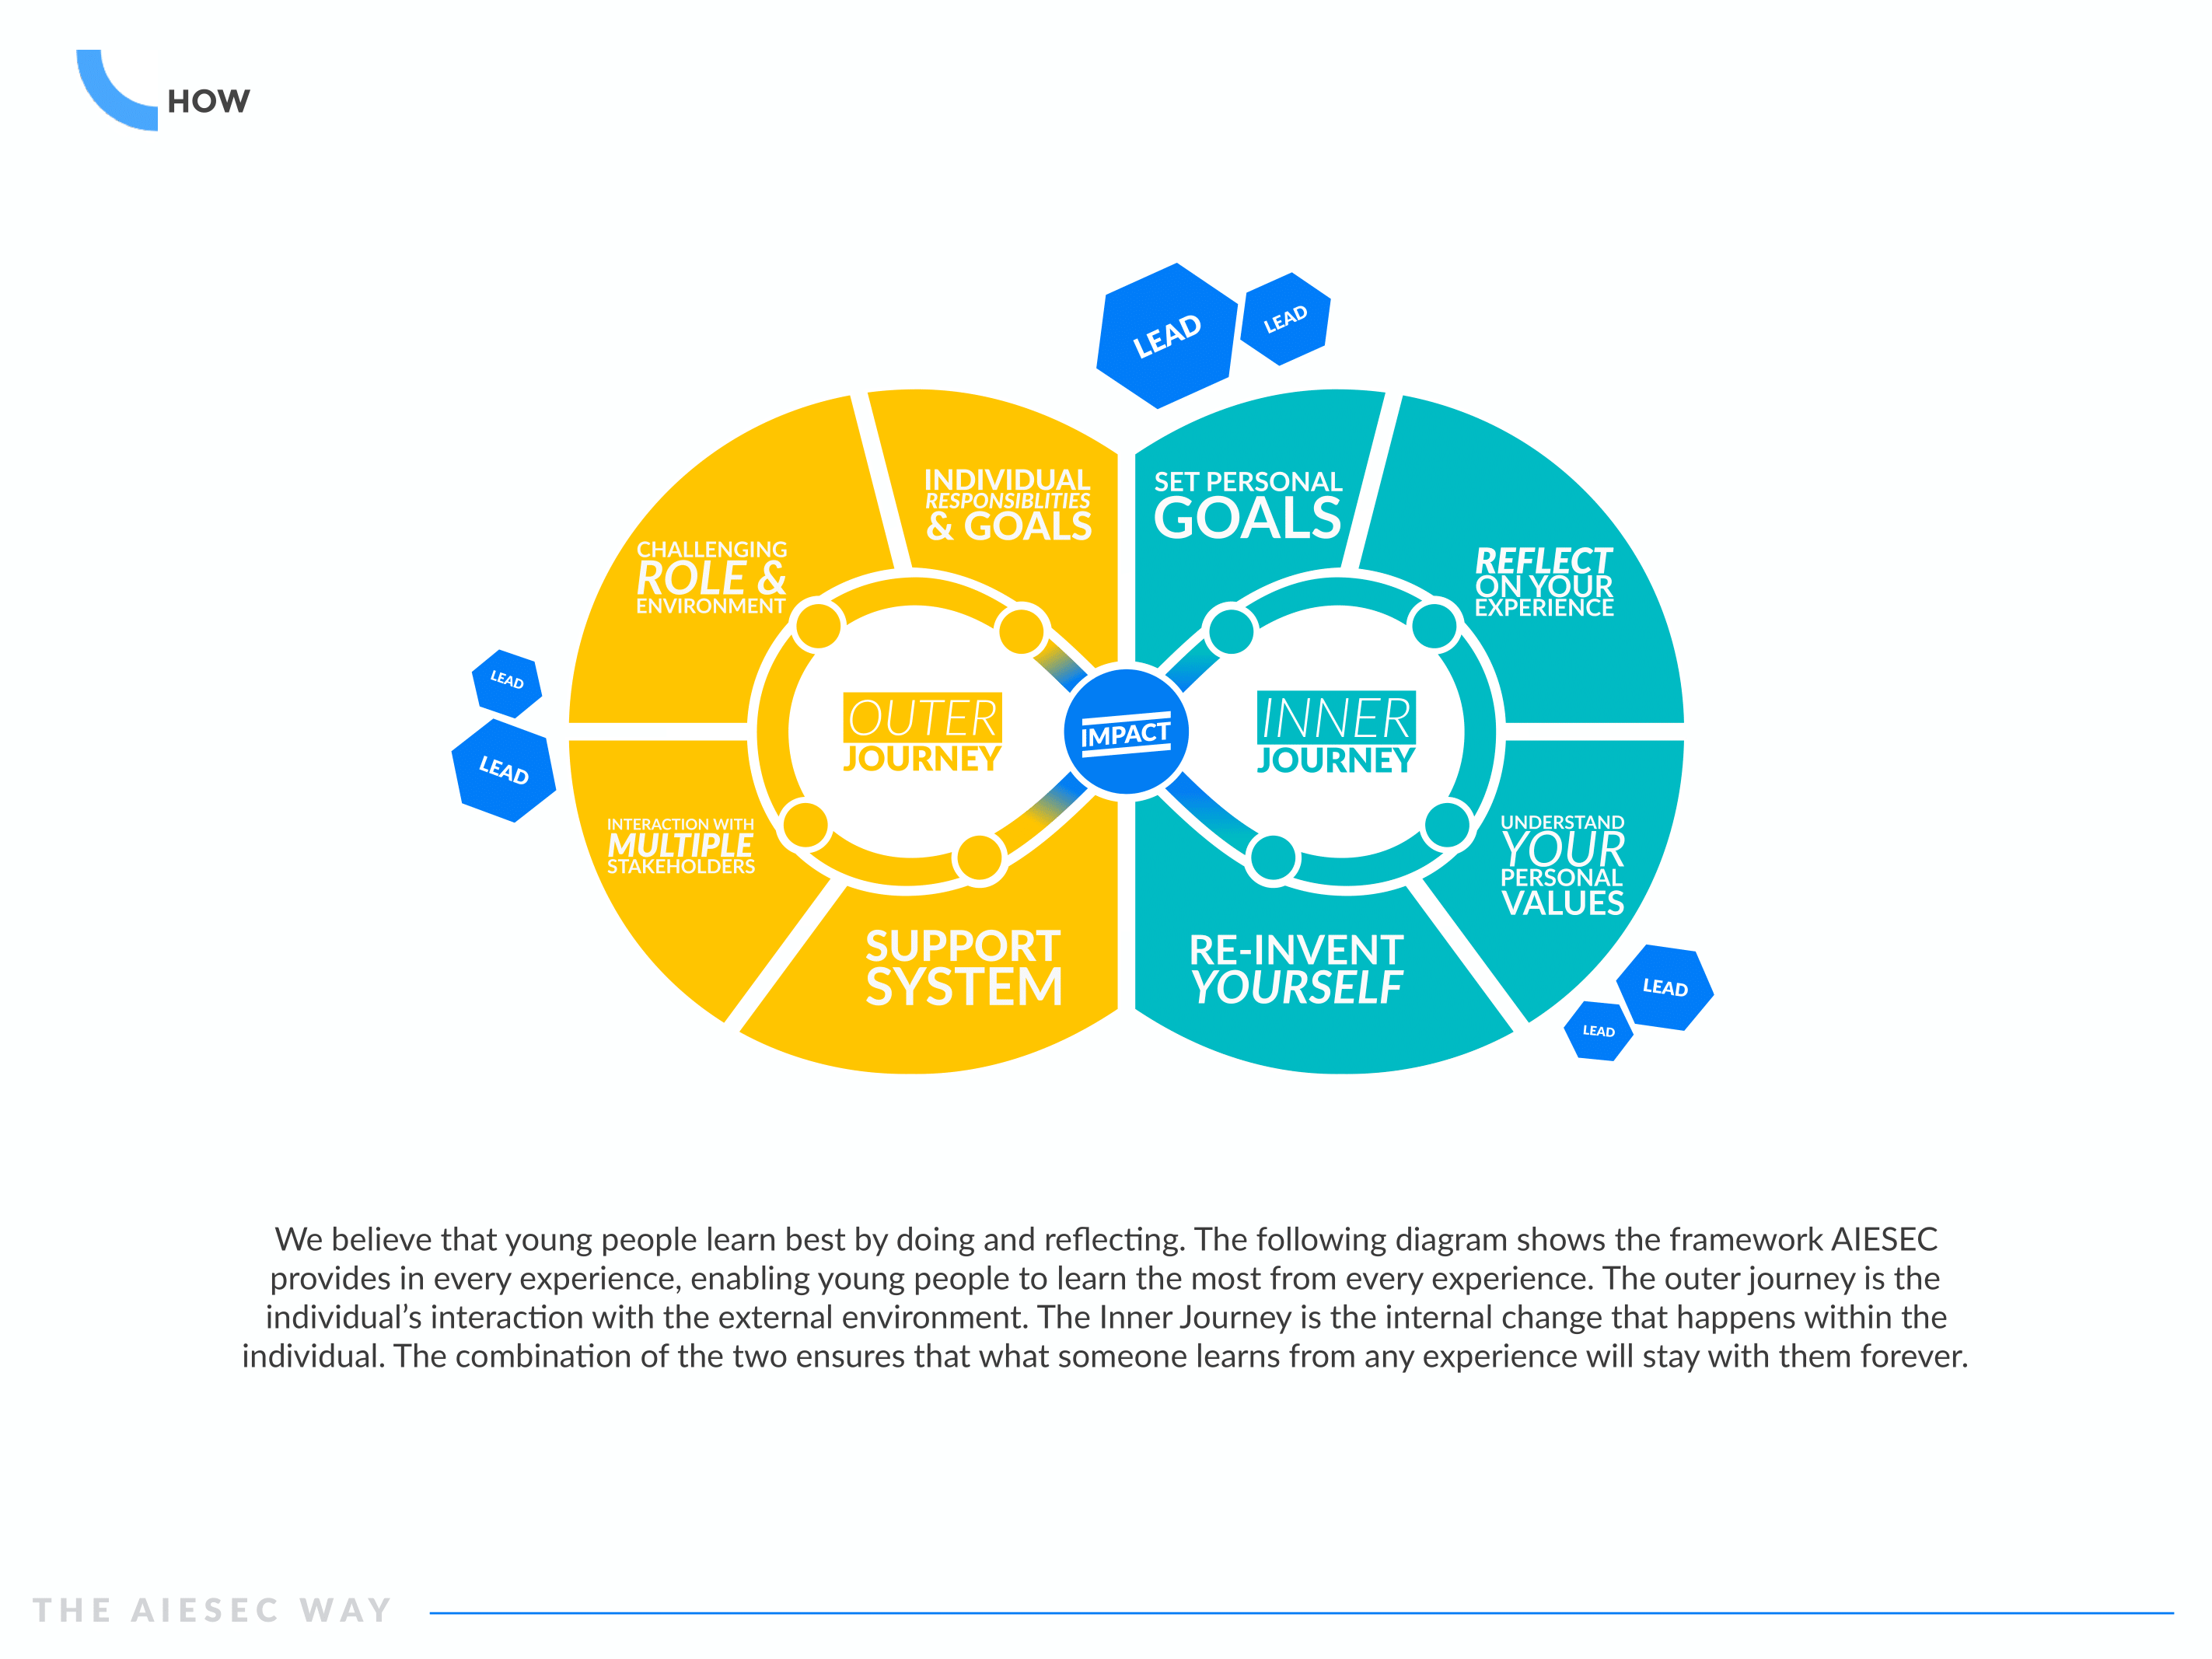 HOW
LEAD
LEAD
INDIVIDUAL
RESPONSIBLITIES
& GOALS
SET PERSONAL
GOALS
CHALLENGING
ROLE &
ENVIRONMENT
REFLECT
ON YOUR
EXPERIENCE
LEAD
LEAD
OUTER
JOURNEY
IMPACT
INNER
JOURNEY
INTERACTION WITH
MULTIPLE
STAKEHOLDERS
UNDERSTAND
YOUR
PERSONAL
VALUES
SUPPORT
SYSTEM
RE-INVENT
YOURSELF
LEAD
LEAD
We believe that young people learn best by doing and reflecting. The following diagram shows the framework AIESEC
provides in every experience, enabling young people to learn the most from every experience. The outer journey is the
individual’s interaction with the external environment. The Inner Journey is the internal change that happens within the
individual. The combination of the two ensures that what someone learns from any experience will stay with them forever.
THE AIESEC WAY